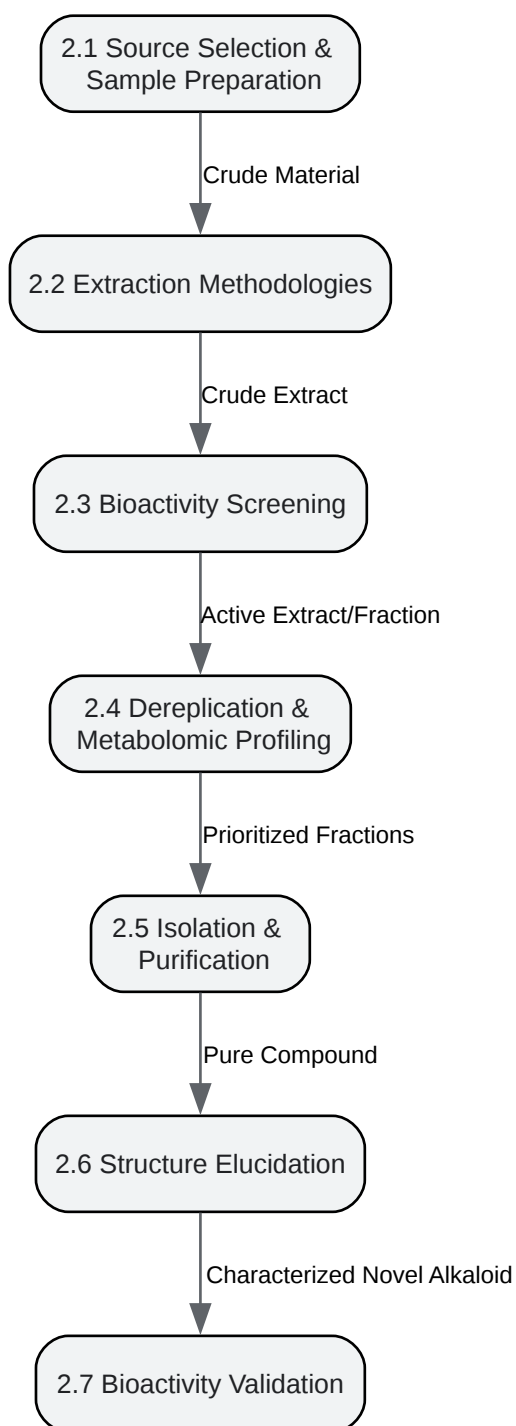 2.1 Source Selection &
Sample Preparation
Crude Material
2.2 Extraction Methodologies
Crude Extract
2.3 Bioactivity Screening
Active Extract/Fraction
2.4 Dereplication &
Metabolomic Profiling
Prioritized Fractions
2.5 Isolation &
Purification
Pure Compound
2.6 Structure Elucidation
Characterized Novel Alkaloid
2.7 Bioactivity Validation